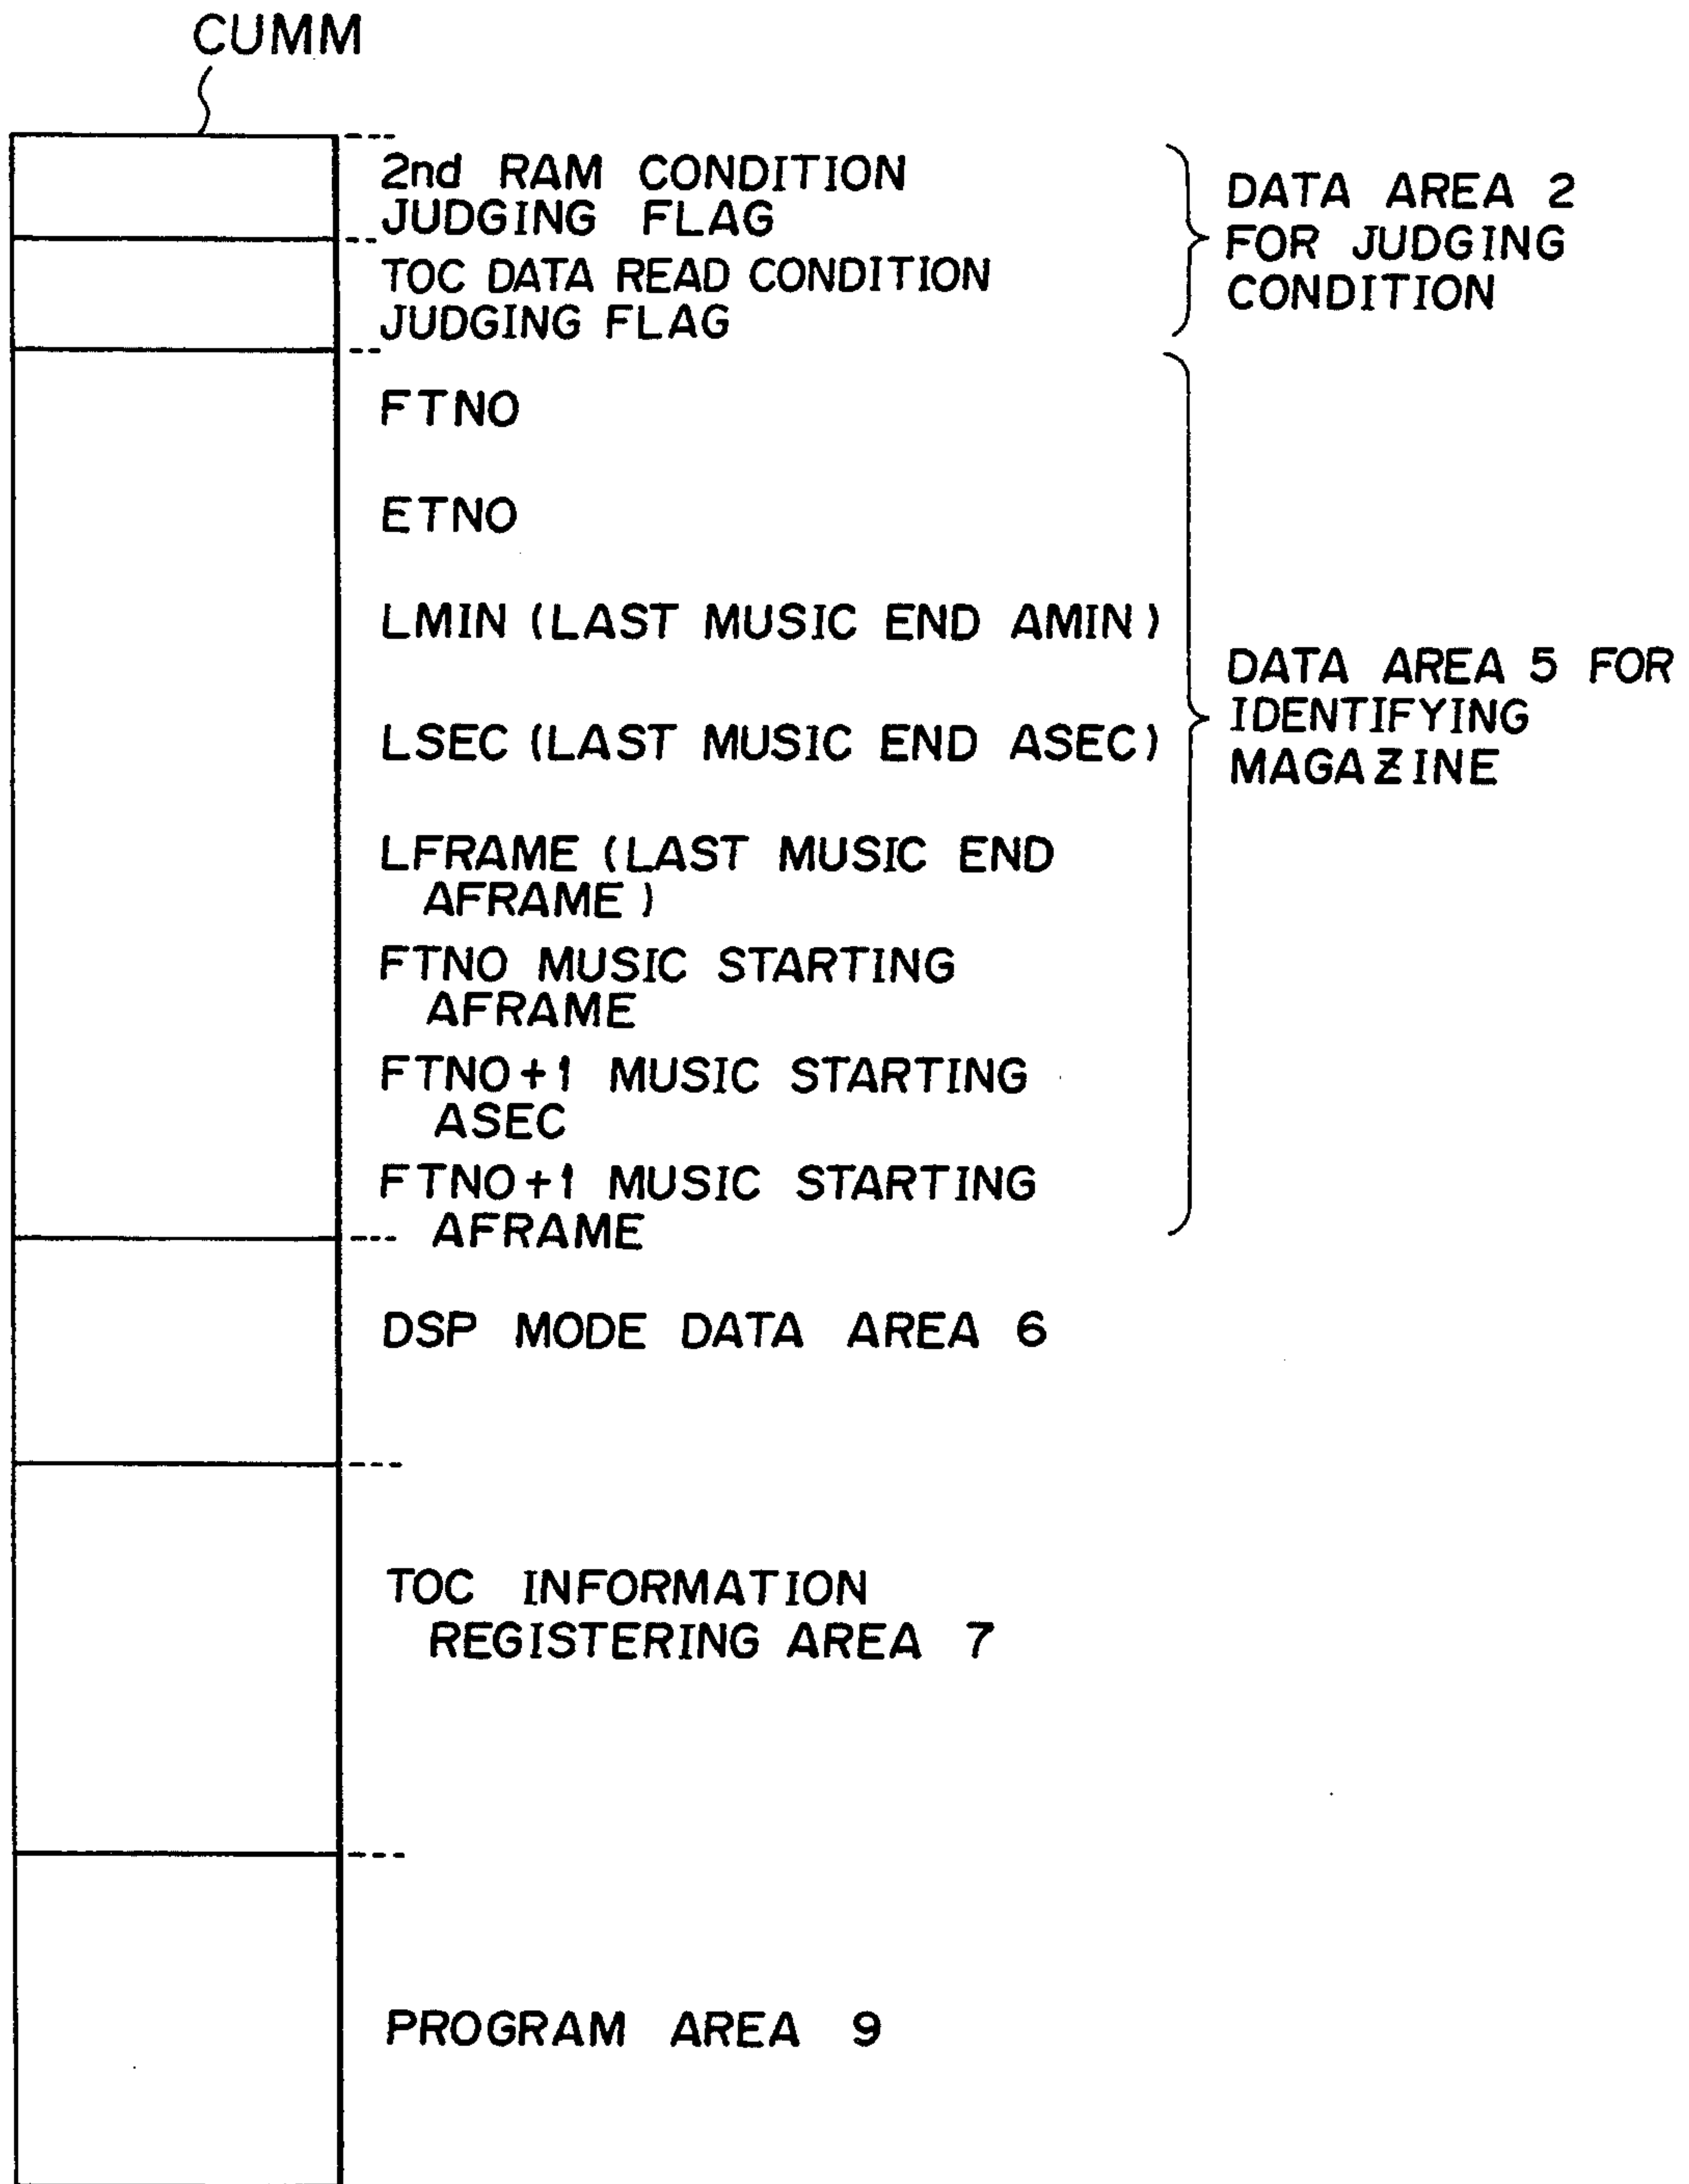 CUMM
2nd RAM CONDITION
JUDGING FLAG
TOC DATA READ CONDITION
JUDGING FLAG
DATA AREA 2
FOR JUDGING
CONDITION
FTNO
ETNO
LMIN (LAST MUSIC END AMIN)
LSEC (LAST MUSIC END ASEC)
LFRAME (LAST MUSIC END
AFRAME)
FTNO MUSIC STARTING
AFRAME
FTNO+1 MUSIC STARTING
ASEC
FTNO+1 MUSIC STARTING
AFRAME
DATA AREA 5 FOR
IDENTIFYING
MAGAZINE
DSP MODE DATA AREA 6
TOC INFORMATION
REGISTERING AREA 7
PROGRAM AREA 9